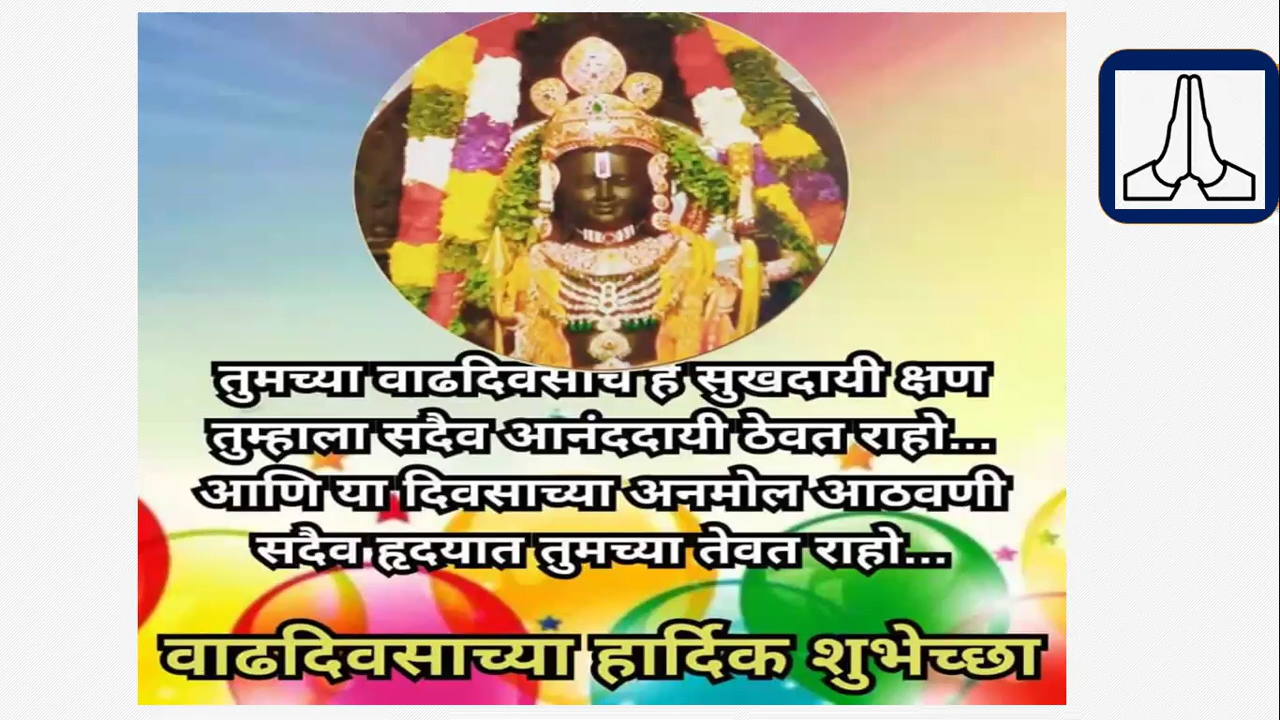 तुमच्या वाढदिवसाचे हे सुखदायी क्षण
तुम्हाला सदैव आनंददायी ठेवत राहो...
आणि या दिवसाच्या अनमोल आठवणी
सदैव हृदयात तुमच्या तेवत राहो...
वाढदिवसाच्या हार्दिक शुभेच्छा